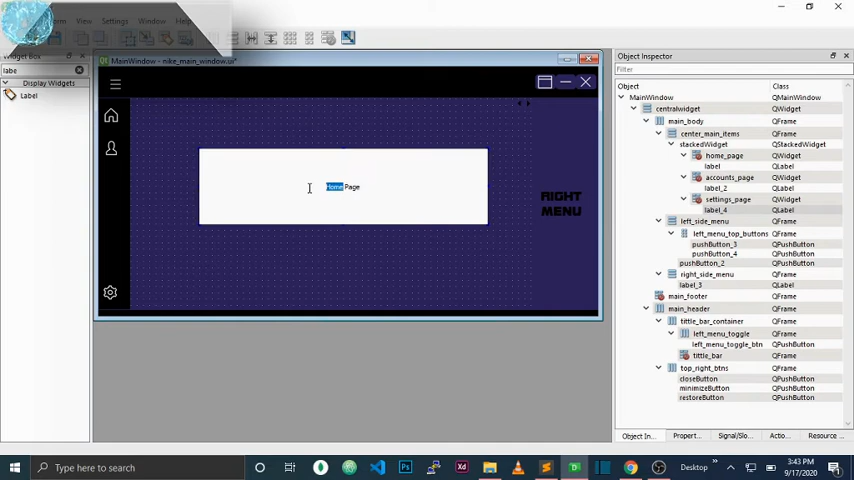 Form View Settings Window Help
Widget Box
labe
Display Widgets
Label
MainWindow - nike_main_window.ui*
Home Page
RIGHT
MENU
Object Inspector
Filter
Object Class
MainWindow QMainWindow
centralwidget QWidget
main_body QFrame
center_main_items QFrame
stackedWidget QStackedWidget
home_page QWidget
label QLabel
accounts_page QWidget
label_2 QLabel
settings_page QWidget
label_4 QLabel
left_side_menu QFrame
left_menu_top_buttons QFrame
pushButton_3 QPushButton
pushButton_4 QPushButton
pushButton_2 QPushButton
right_side_menu QFrame
label_3 QLabel
main_footer QFrame
main_header QFrame
tittle_bar_container QFrame
left_menu_toggle QFrame
left_menu_toggle_btn QPushButton
tittle_bar QFrame
top_right_btns QFrame
closeButton QPushButton
minimizeButton QPushButton
restoreButton QPushButton
Object In... Propert... Signal/Slo... Actio... Resource ...
Type here to search
Desktop
3:43 PM
9/17/2020